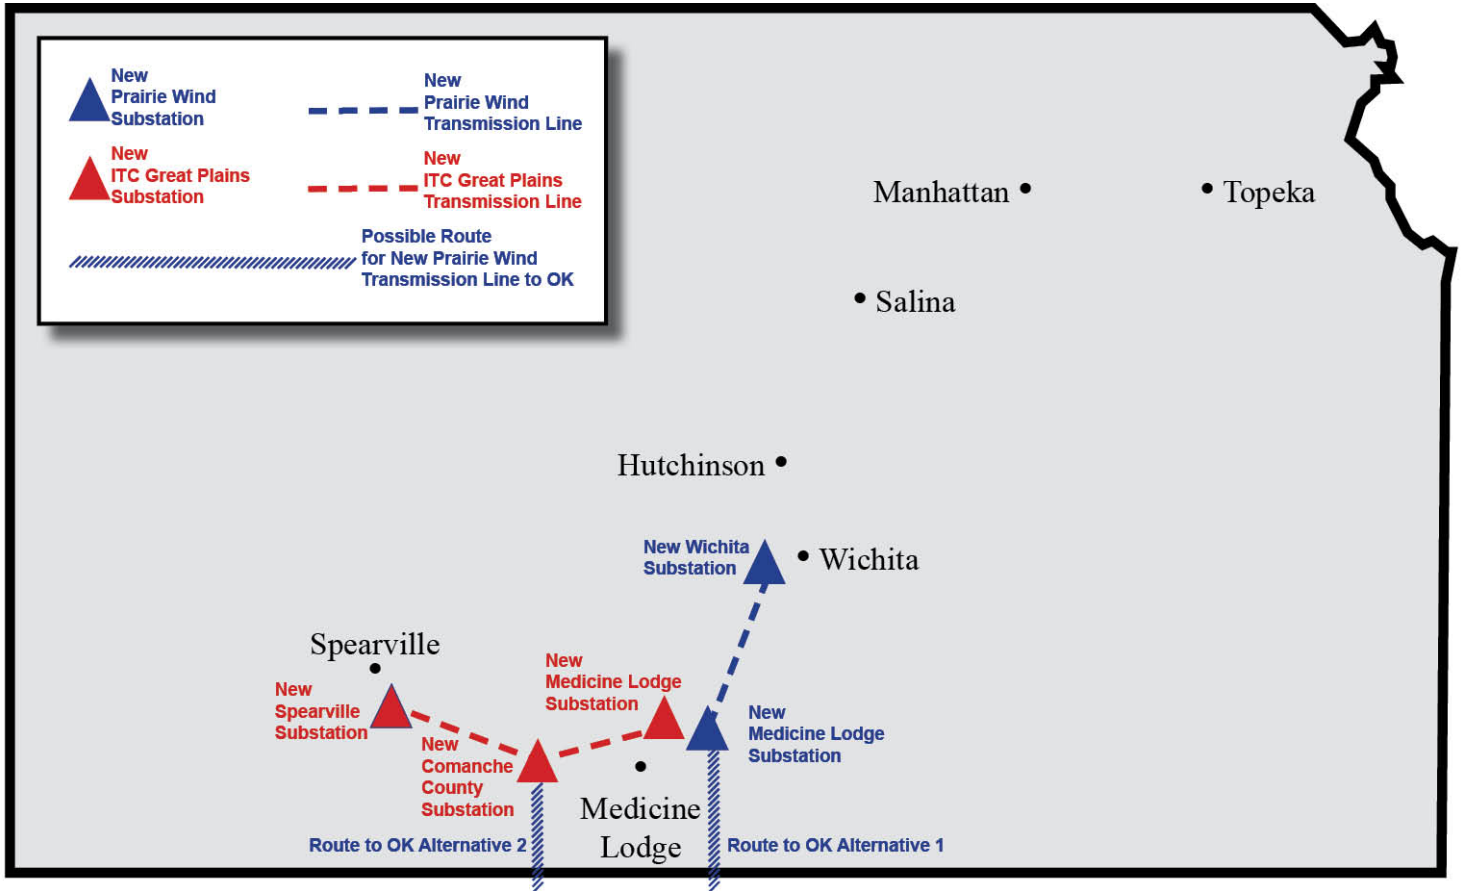 New
Prairie Wind
Substation
New
Prairie Wind
Transmission Line
New
ITC Great Plains
Substation
New
ITC Great Plains
Transmission Line
Possible Route
for New Prairie Wind
Transmission Line to OK
Manhattan
Topeka
Salina
Hutchinson
New Wichita
Substation
Wichita
Spearville
New
Spearville
Substation
New
Medicine Lodge
Substation
New
Medicine Lodge
Substation
New
Comanche
County
Substation
Medicine
Lodge
Route to OK Alternative 2
Route to OK Alternative 1